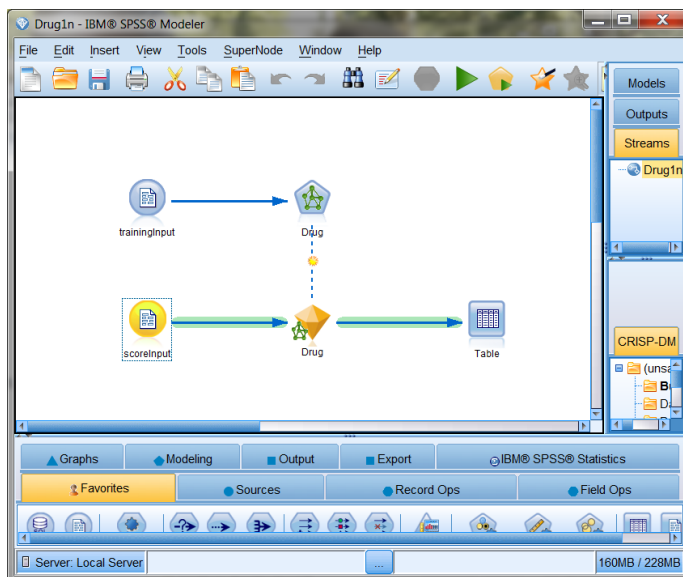 Drug1n - IBM® SPSS® Modeler
File Edit Insert View Tools SuperNode Window Help
Models
Outputs
Streams
Drug1n
trainingInput
Drug
scoreInput
Drug
Table
CRISP-DM
(unsa
B
Da
Graphs Modeling Output Export IBM® SPSS® Statistics
Favorites Sources Record Ops Field Ops
Server: Local Server ... 160MB / 228MB